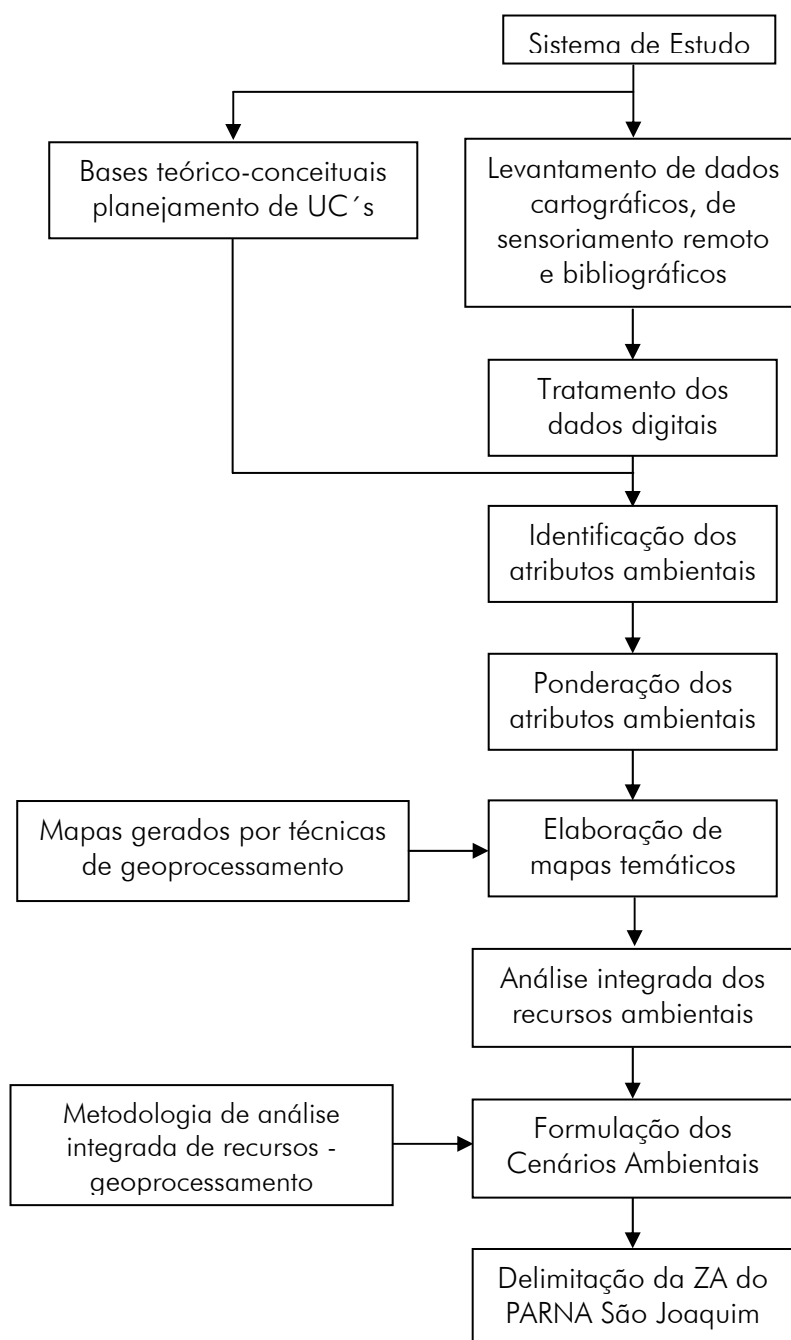 Sistema de Estudo
Bases teórico-conceituais
planejamento de UC´s
Levantamento de dados
cartográficos, de
sensoriamento remoto
e bibliográficos
Tratamento dos
dados digitais
Identificação dos
atributos ambientais
Ponderação dos
atributos ambientais
Mapas gerados por técnicas
de geoprocessamento
Elaboração de
mapas temáticos
Análise integrada dos
recursos ambientais
Metodologia de análise
integrada de recursos -
geoprocessamento
Formulação dos
Cenários Ambientais
Delimitação da ZA do
PARNA São Joaquim